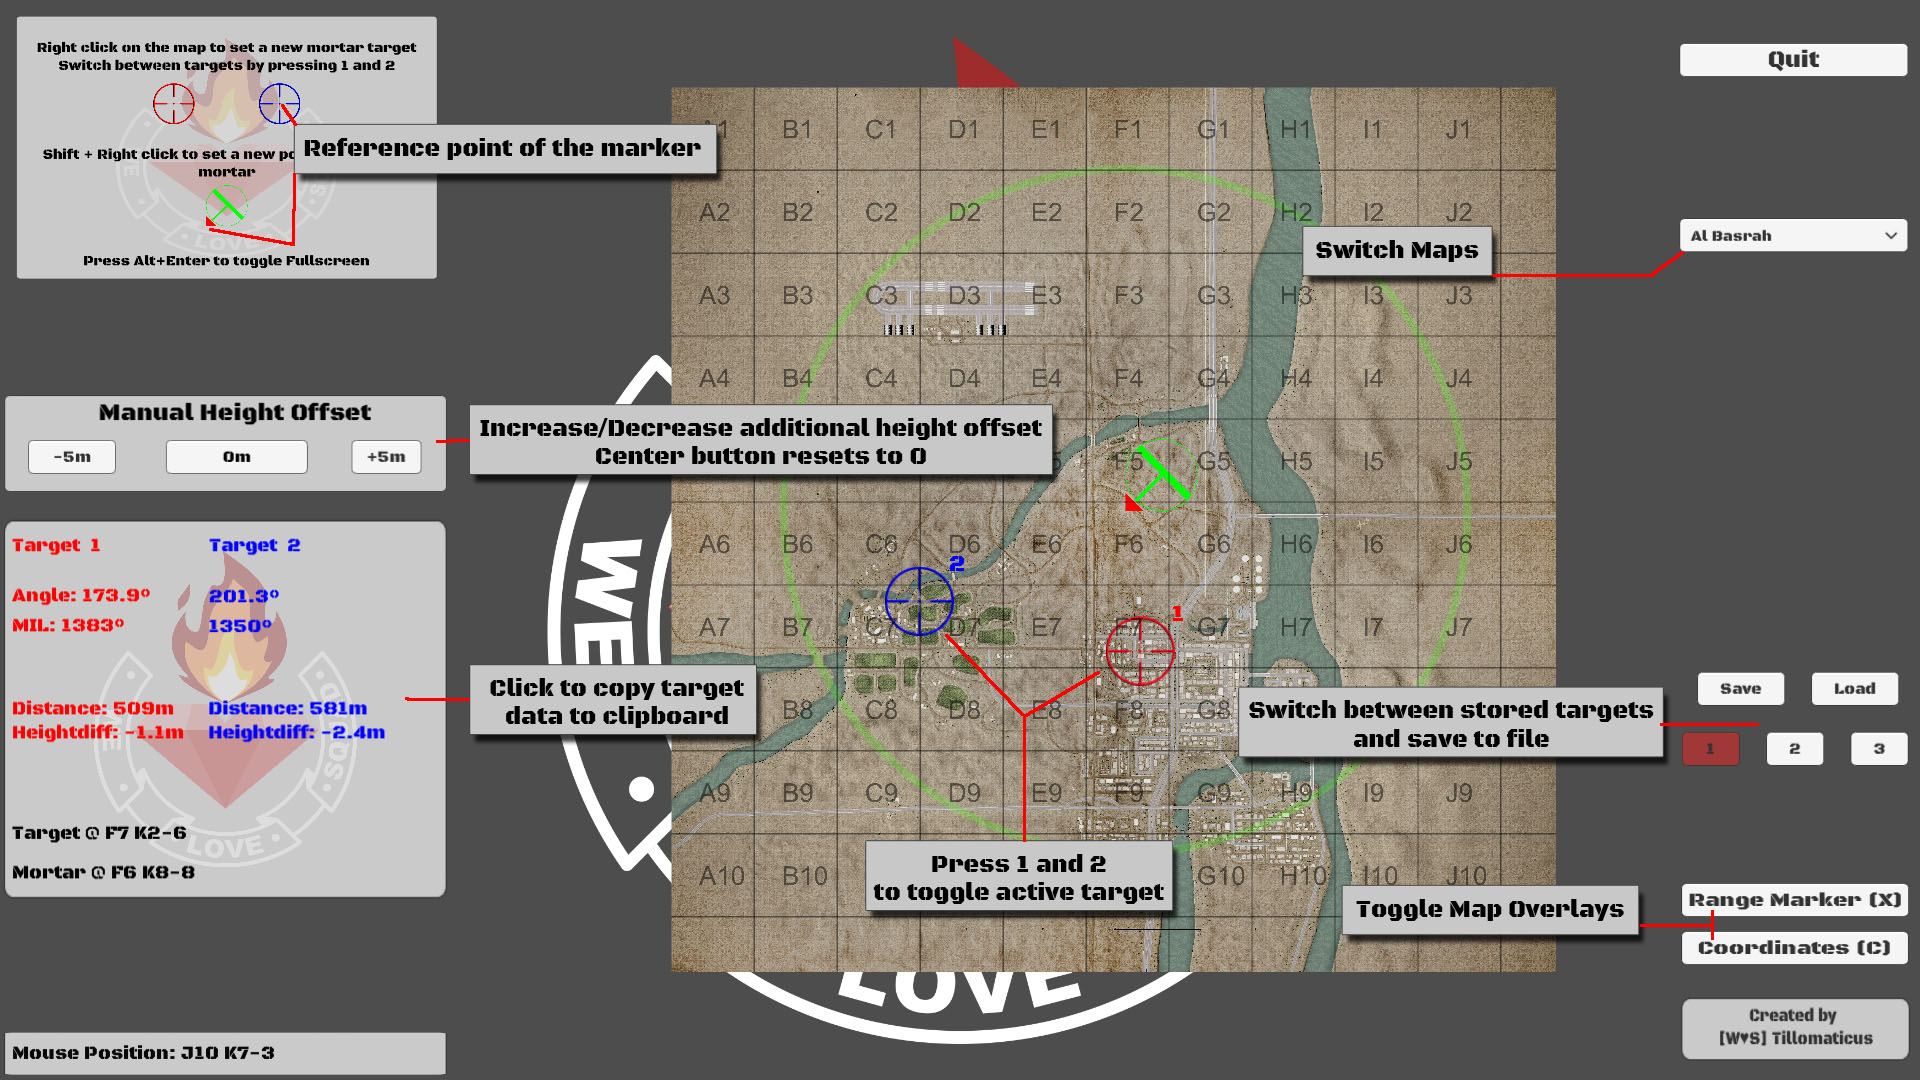 Right click on the map to set a new mortar target
Switch between targets by pressing 1 and 2
Reference point of the marker
Shift + Right click to set a new po
mortar
Press Alt+Enter to toggle Fullscreen
Quit
Switch Maps
Al Basrah
Manual Height Offset
-5m 0m +5m
Increase/Decrease additional height offset
Center button resets to 0
Target 1 Target 2
Angle: 173.9° 201.3°
MIL: 1383° 1350°
Distance: 509m Distance: 581m
Heightdiff: -1.1m Heightdiff: -2.4m
Target @ F7 K2-6
Mortar @ F6 K8-8
Click to copy target
data to clipboard
Mouse Position: J10 K7-3
A1 B1 C1 D1 E1 F1 G1 H1 I1 J1
A2 B2 C2 D2 E2 F2 G2 H2 I2 J2
A3 B3 C3 D3 E3 F3 G3 H3 I3 J3
A4 B4 C4 D4 E4 F4 G4 H4 I4 J4
F5 G5 H5 I5 J5
A6 B6 C6 D6 E6 F6 G6 H6 I6 J6
2
1
A7 B7 C7 D7 E7 F7 G7 H7 I7 J7
B8 C8 D8 E8 F8 G8
A9 B9 C9 D9 E9 F9 G9 H9 I9 J9
A10 B10 G10 H10 I10 J10
Switch between stored targets
and save to file
Press 1 and 2
to toggle active target
Toggle Map Overlays
Save Load
1 2 3
Range Marker (X)
Coordinates (C)
Created by
[W♥S] Tillomaticus
WE
LOVE
LOVE
WE LOVE SQUAD